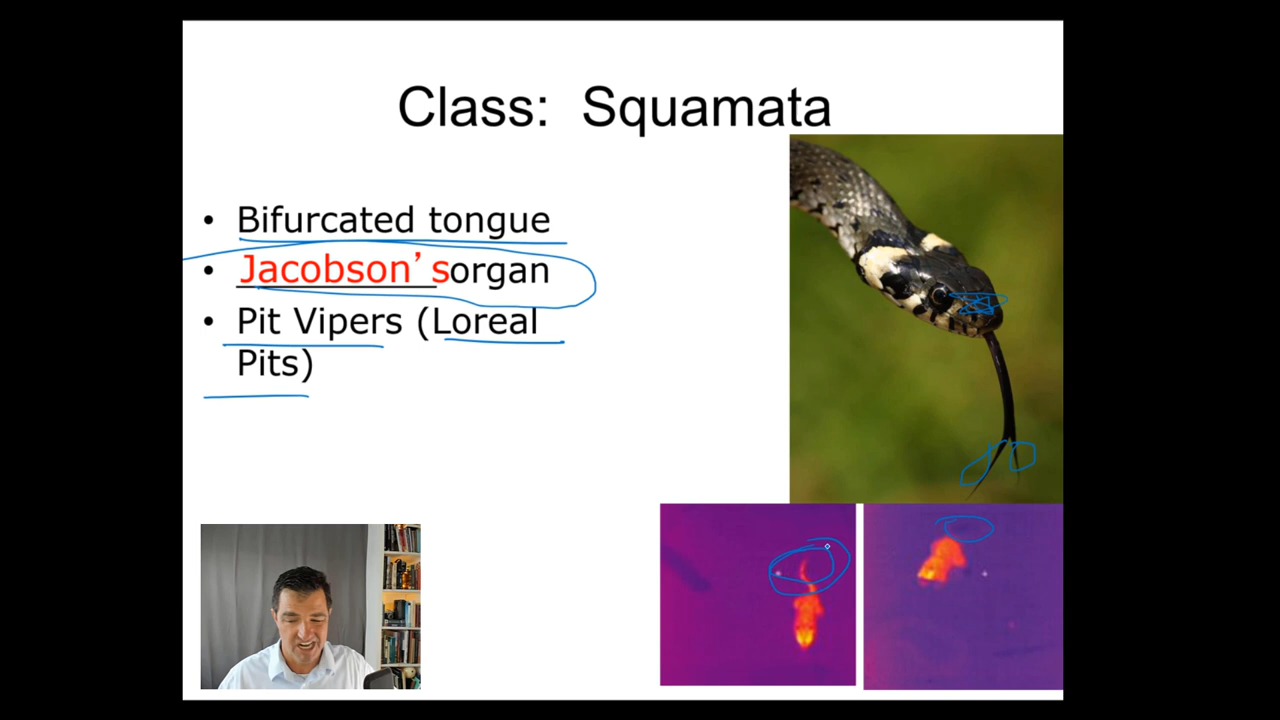 Class: Squamata
• Bifurcated tongue
• Jacobson's organ
• Pit Vipers (Loreal
Pits)